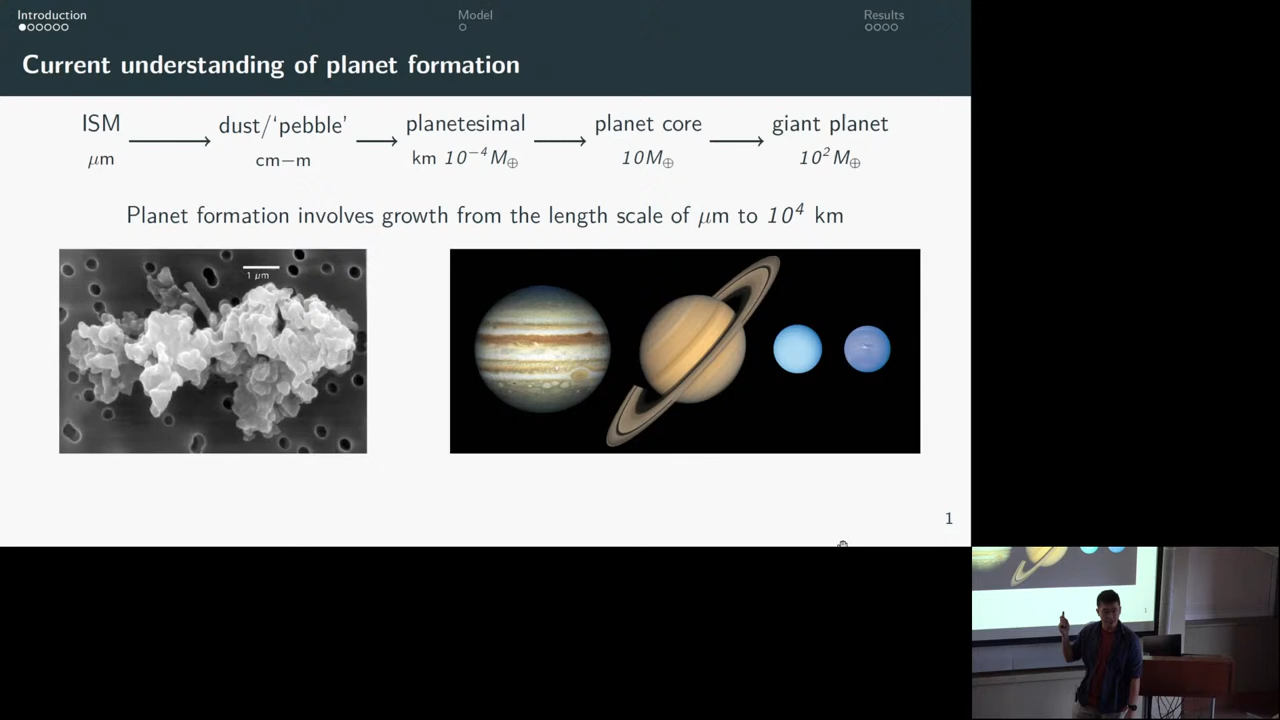 Introduction Model Results
Current understanding of planet formation
ISM dust/‘pebble’ planetesimal planet core giant planet
μm cm−m km 10⁻⁴M⊕ 10M⊕ 10²M⊕
Planet formation involves growth from the length scale of μm to 10⁴ km
1 μm
1
1